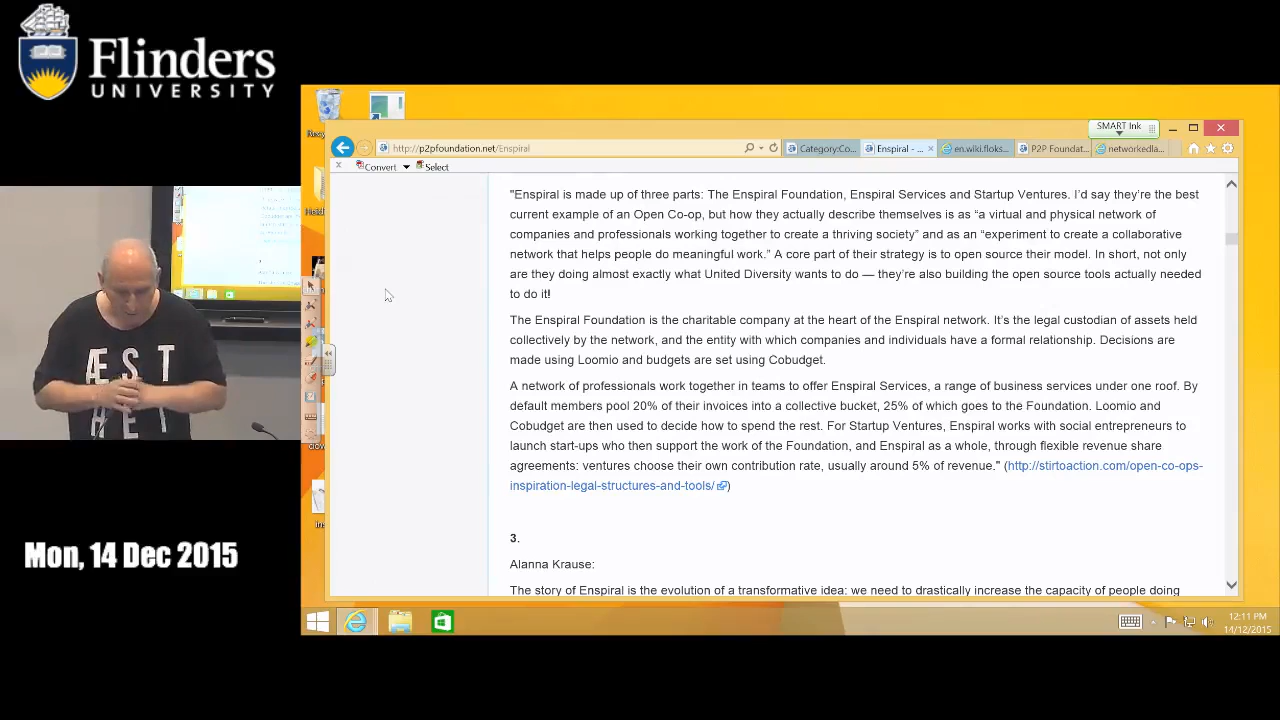 Flinders
UNIVERSITY
SMART Ink
http://p2pfoundation.net/Enspiral
Category:Co...
Enspiral - ...
en.wiki.floks...
P2P Foundat...
networkedla...
Convert
Select
"Enspiral is made up of three parts: The Enspiral Foundation, Enspiral Services and Startup Ventures. I'd say they're the best
current example of an Open Co-op, but how they actually describe themselves is as “a virtual and physical network of
companies and professionals working together to create a thriving society” and as an “experiment to create a collaborative
network that helps people do meaningful work.” A core part of their strategy is to open source their model. In short, not only
are they doing almost exactly what United Diversity wants to do — they're also building the open source tools actually needed
to do it!
The Enspiral Foundation is the charitable company at the heart of the Enspiral network. It's the legal custodian of assets held
collectively by the network, and the entity with which companies and individuals have a formal relationship. Decisions are
made using Loomio and budgets are set using Cobudget.
A network of professionals work together in teams to offer Enspiral Services, a range of business services under one roof. By
default members pool 20% of their invoices into a collective bucket, 25% of which goes to the Foundation. Loomio and
Cobudget are then used to decide how to spend the rest. For Startup Ventures, Enspiral works with social entrepreneurs to
launch start-ups who then support the work of the Foundation, and Enspiral as a whole, through flexible revenue share
agreements: ventures choose their own contribution rate, usually around 5% of revenue." (http://stirtoaction.com/open-co-ops-
inspiration-legal-structures-and-tools/)
3.
Alanna Krause:
The story of Enspiral is the evolution of a transformative idea: we need to drastically increase the capacity of people doing
ÆST
HET
Mon, 14 Dec 2015
12:11 PM
14/12/2015